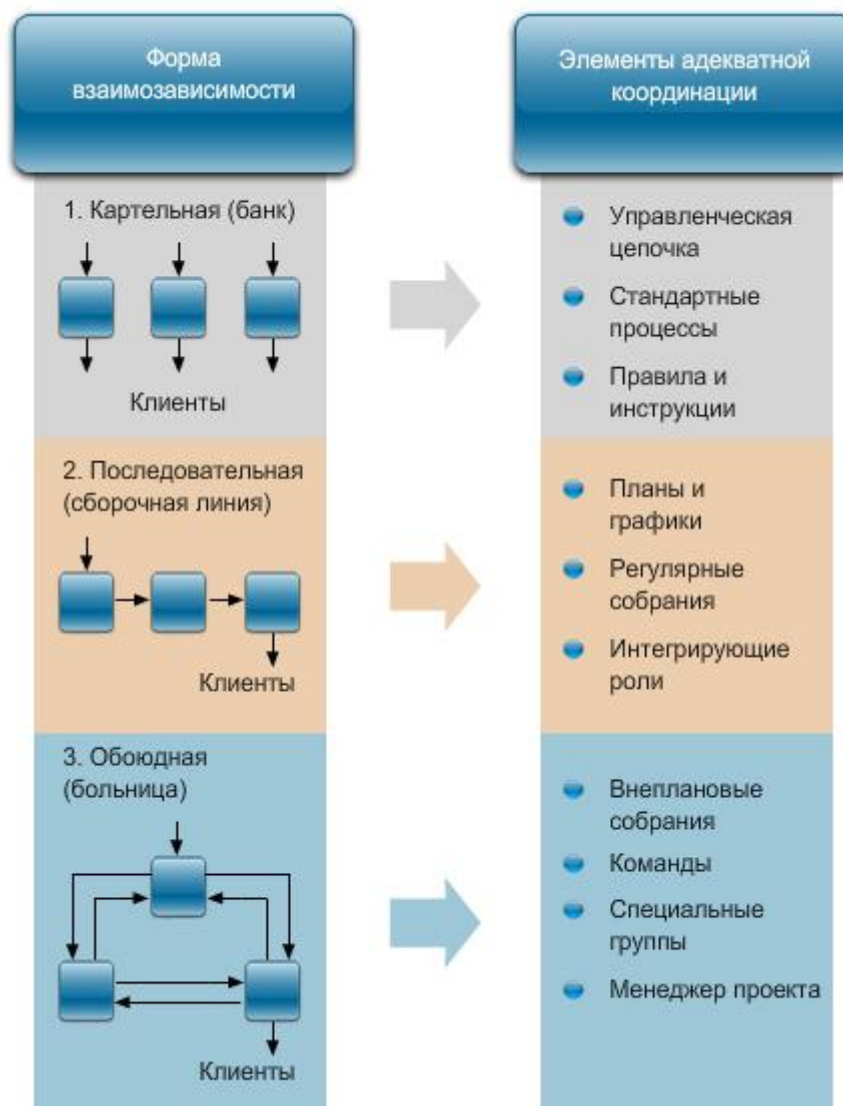 Форма
взаимозависимости
Элементы адекватной
координации
1. Картельная (банк)
Клиенты
Управленческая
цепочка
Стандартные
процессы
Правила и
инструкции
2. Последовательная
(сборочная линия)
Клиенты
Планы и
графики
Регулярные
собрания
Интегрирующие
роли
3. Обоюдная
(больница)
Клиенты
Внеплановые
собрания
Команды
Специальные
группы
Менеджер проекта